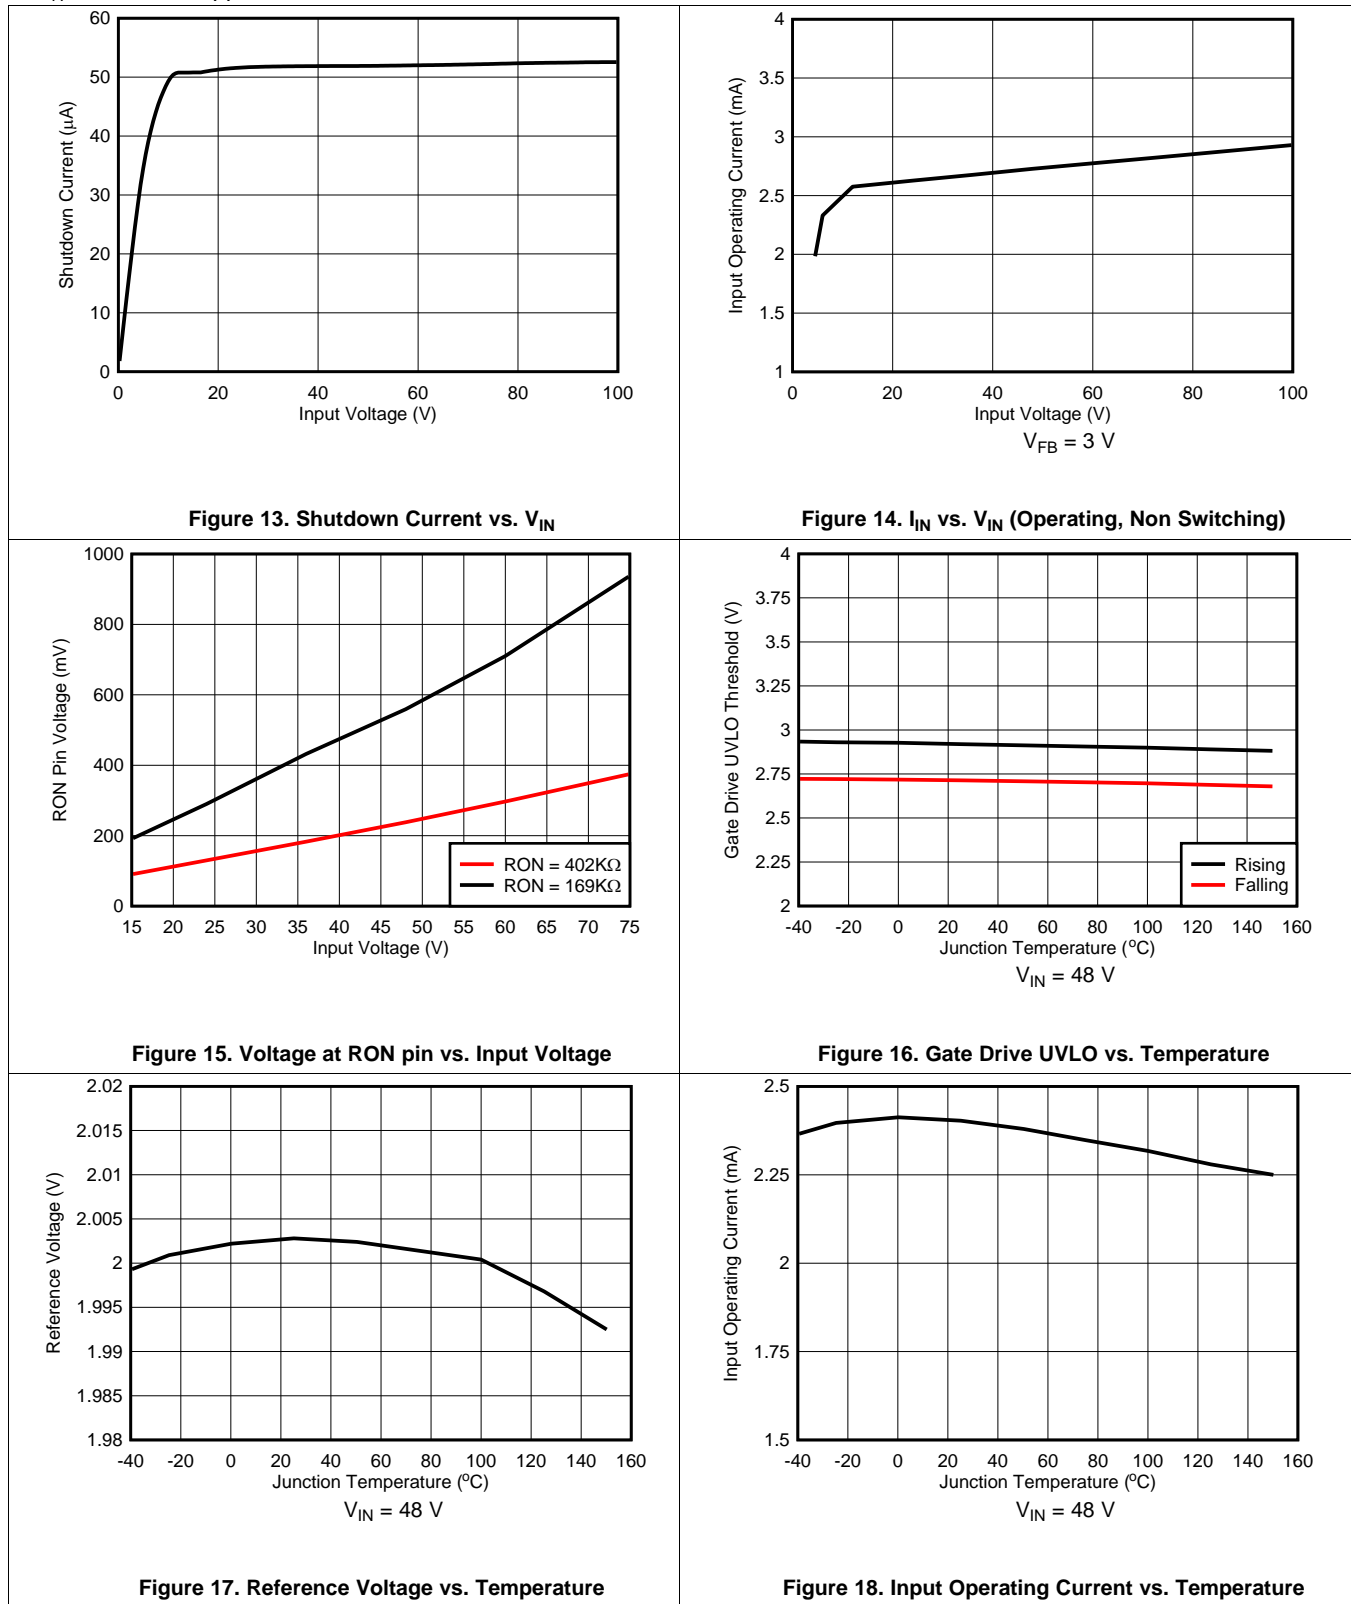 60
50
40
30
20
10
0
0 20 40 60 80 100
Shutdown Current (μA)
Input Voltage (V)
Figure 13. Shutdown Current vs. VIN
4
3.5
3
2.5
2
1.5
1
0 20 40 60 80 100
Input Operating Current (mA)
Input Voltage (V)
VFB = 3 V
Figure 14. IIN vs. VIN (Operating, Non Switching)
1000
800
600
400
200
0
15 20 25 30 35 40 45 50 55 60 65 70 75
RON Pin Voltage (mV)
Input Voltage (V)
RON = 402KΩ
RON = 169KΩ
Figure 15. Voltage at RON pin vs. Input Voltage
4
3.75
3.5
3.25
3
2.75
2.5
2.25
2
-40 -20 0 20 40 60 80 100 120 140 160
Gate Drive UVLO Threshold (V)
Junction Temperature (oC)
Rising
Falling
VIN = 48 V
Figure 16. Gate Drive UVLO vs. Temperature
2.02
2.015
2.01
2.005
2
1.995
1.99
1.985
1.98
-40 -20 0 20 40 60 80 100 120 140 160
Reference Voltage (V)
Junction Temperature (oC)
VIN = 48 V
Figure 17. Reference Voltage vs. Temperature
2.5
2.25
2
1.75
1.5
-40 -20 0 20 40 60 80 100 120 140 160
Input Operating Current (mA)
Junction Temperature (oC)
VIN = 48 V
Figure 18. Input Operating Current vs. Temperature